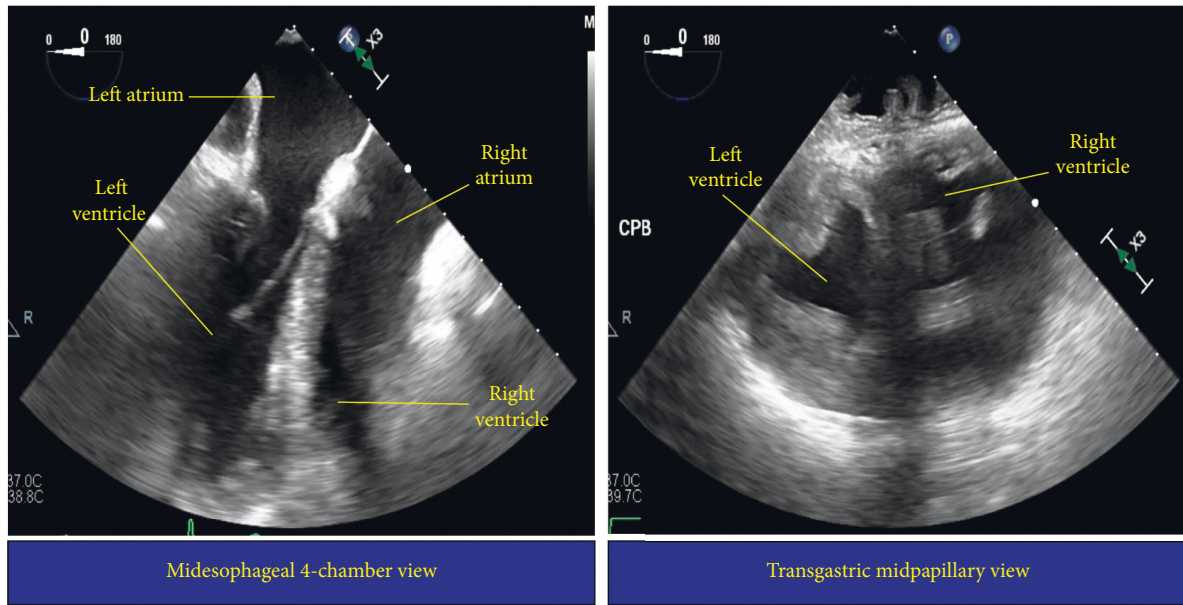 M
0 0 180
X3
Left atrium
Right
atrium
Left
ventricle
R
Right
ventricle
37.0C
38.8C
Midesophageal 4-chamber view
0 0 180
P
Left
ventricle
Right
ventricle
CPB
X3
R
37.0C
39.7C
Transgastric midpapillary view